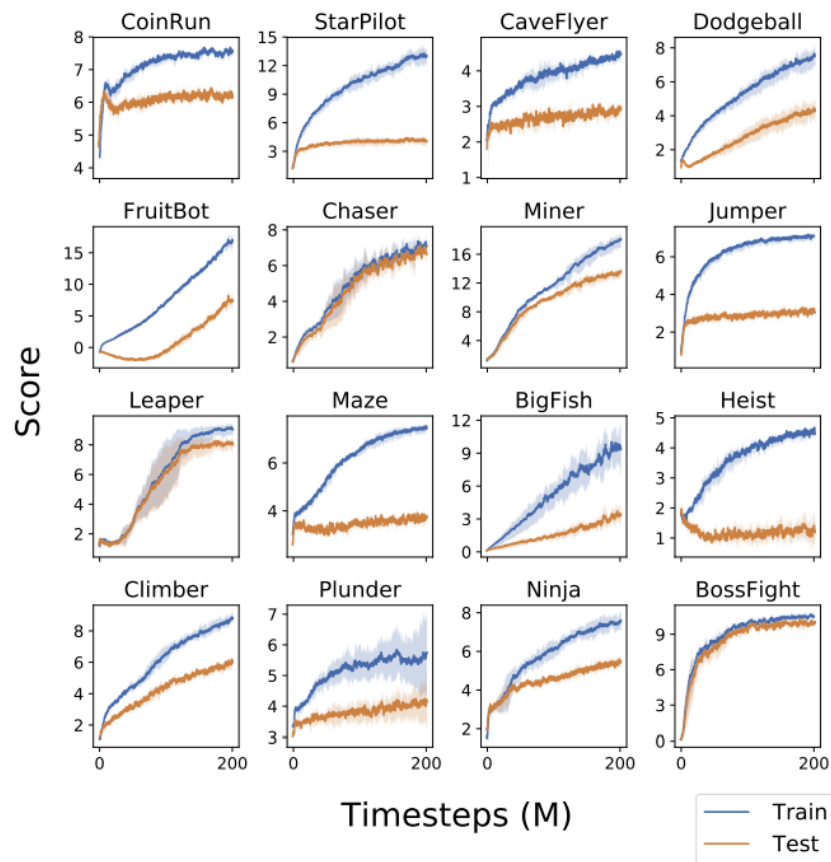 CoinRun StarPilot CaveFlyer Dodgeball
8 7 6 5 4
15 12 9 6 3
4 3 2 1
8 6 4 2
FruitBot Chaser Miner Jumper
15 10 5 0
8 6 4 2
16 12 8 4
6 4 2
Score
Leaper Maze BigFish Heist
8 6 4 2
6 4
12 9 6 3 0
5 4 3 2 1
Climber Plunder Ninja BossFight
8 6 4 2
7 6 5 4 3
8 6 4 2
9 6 3 0
0 200 0 200 0 200 0 200
Timesteps (M)
Train
Test